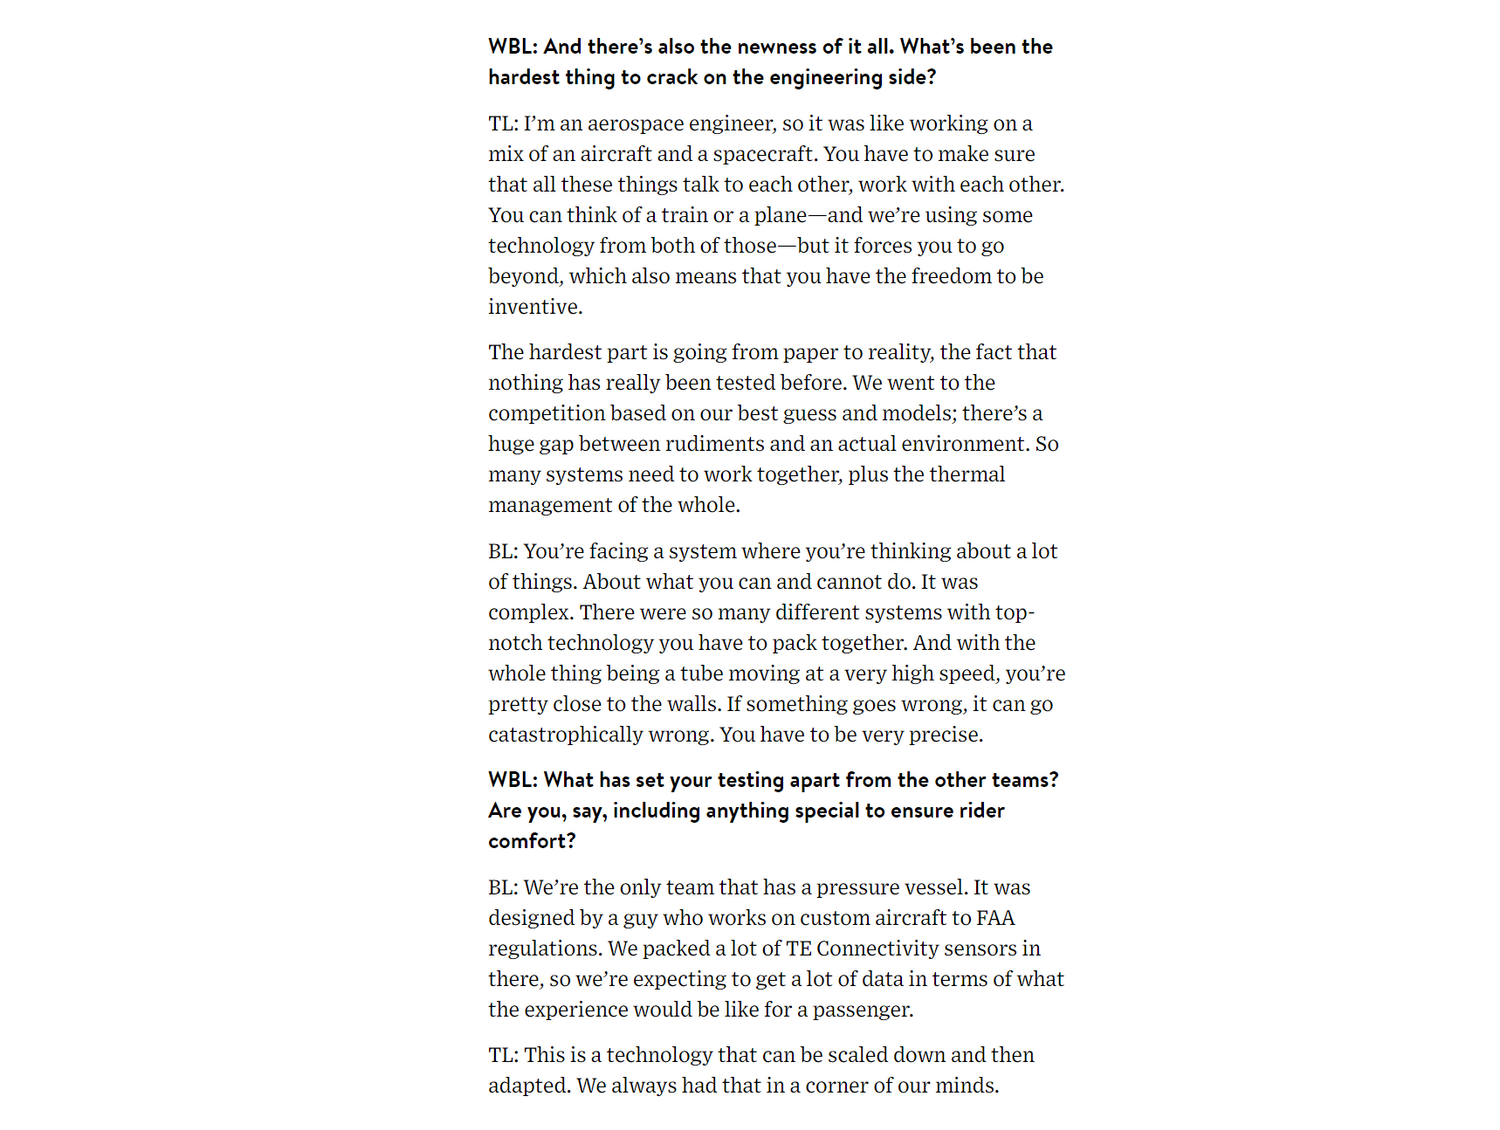 WBL: And there’s also the newness of it all. What’s been the
hardest thing to crack on the engineering side?
TL: I’m an aerospace engineer, so it was like working on a
mix of an aircraft and a spacecraft. You have to make sure
that all these things talk to each other, work with each other.
You can think of a train or a plane—and we’re using some
technology from both of those—but it forces you to go
beyond, which also means that you have the freedom to be
inventive.
The hardest part is going from paper to reality, the fact that
nothing has really been tested before. We went to the
competition based on our best guess and models; there’s a
huge gap between rudiments and an actual environment. So
many systems need to work together, plus the thermal
management of the whole.
BL: You’re facing a system where you’re thinking about a lot
of things. About what you can and cannot do. It was
complex. There were so many different systems with top-
notch technology you have to pack together. And with the
whole thing being a tube moving at a very high speed, you’re
pretty close to the walls. If something goes wrong, it can go
catastrophically wrong. You have to be very precise.
WBL: What has set your testing apart from the other teams?
Are you, say, including anything special to ensure rider
comfort?
BL: We’re the only team that has a pressure vessel. It was
designed by a guy who works on custom aircraft to FAA
regulations. We packed a lot of TE Connectivity sensors in
there, so we’re expecting to get a lot of data in terms of what
the experience would be like for a passenger.
TL: This is a technology that can be scaled down and then
adapted. We always had that in a corner of our minds.